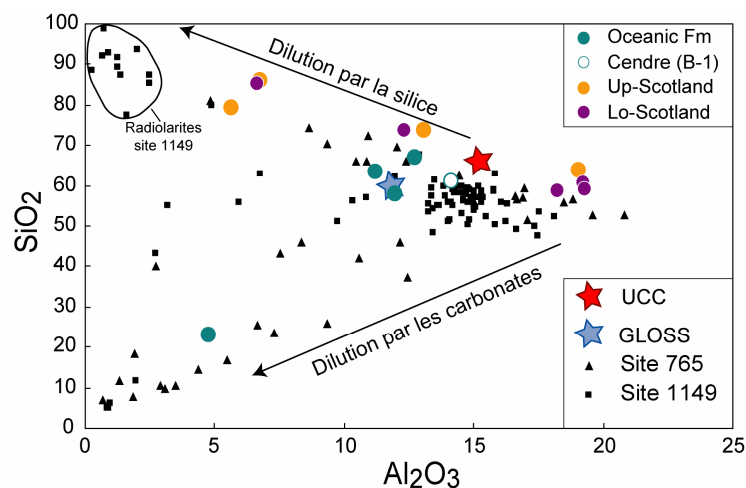 100
90
80
70
60
50
40
30
20
10
0
SiO2
0
5
10
15
20
25
Al2O3
Dilution par la silice
Radiolarites
site 1149
Dilution par les carbonates
Oceanic Fm
Cendre (B-1)
Up-Scotland
Lo-Scotland
UCC
GLOSS
Site 765
Site 1149